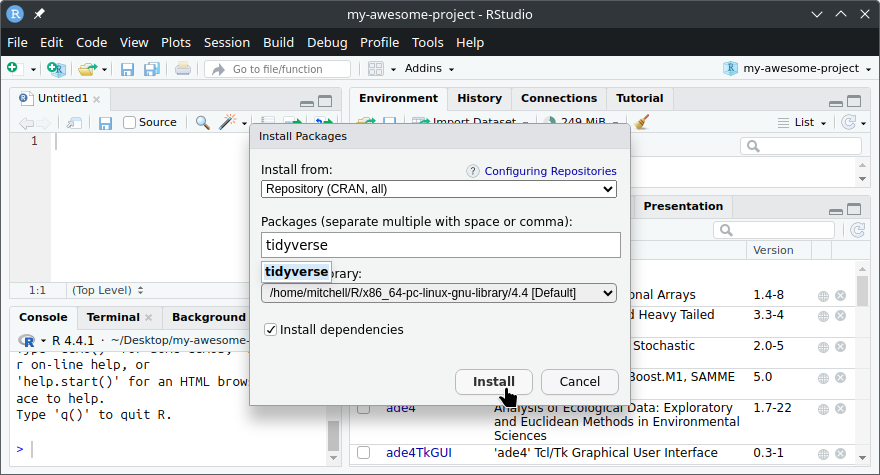 my-awesome-project - RStudio
File Edit Code View Plots Session Build Debug Profile Tools Help
Go to file/function Addins my-awesome-project
Untitled1
Source
1
1:1 (Top Level)
Environment History Connections Tutorial
Import Dataset 249 MiB List
Install Packages
Install from: ? Configuring Repositories
Repository (CRAN, all)
Packages (separate multiple with space or comma):
tidyverse
tidyverse
/home/mitchell/R/x86_64-pc-linux-gnu-library/4.4 [Default]
Install dependencies
Install Cancel
Console Terminal Background
R 4.4.1 · ~/Desktop/my-awesome-
r on-line help, or
'help.start()' for an HTML brow
ace to help.
Type 'q()' to quit R.
>
Presentation
Version
onal Arrays 1.4-8
d Heavy Tailed 3.3-4
Stochastic 2.0-5
Boost.M1, SAMME 5.0
ade4 Analysis of Ecological Data: Exploratory 1.7-22
and Euclidean Methods in Environmental
Sciences
ade4TkGUI 'ade4' Tcl/Tk Graphical User Interface 0.3-1